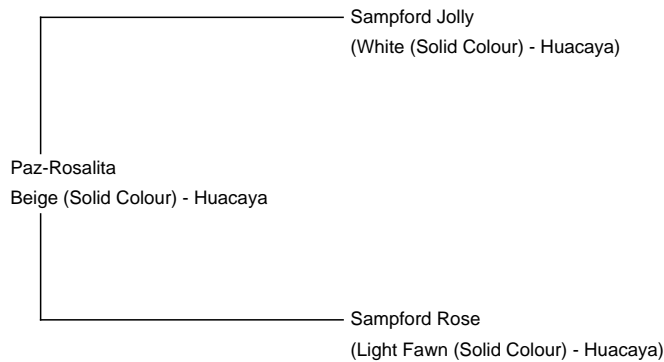 Sampford Jolly
(White (Solid Colour) - Huacaya)
Paz-Rosalita
Beige (Solid Colour) - Huacaya
Sampford Rose
(Light Fawn (Solid Colour) - Huacaya)